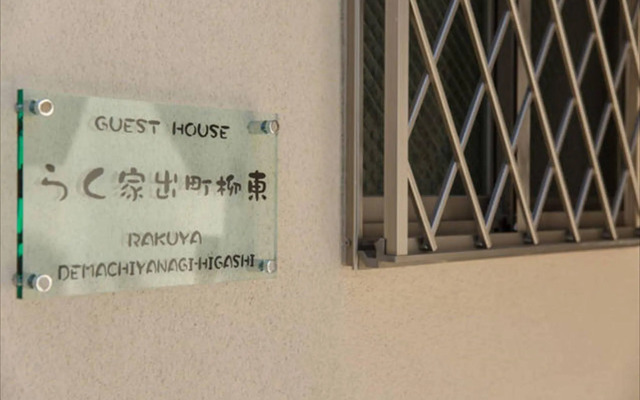 GUEST HOUSE
らく家出町柳東
RAKUYA
DEMACHIYANAGI-HIGASHI